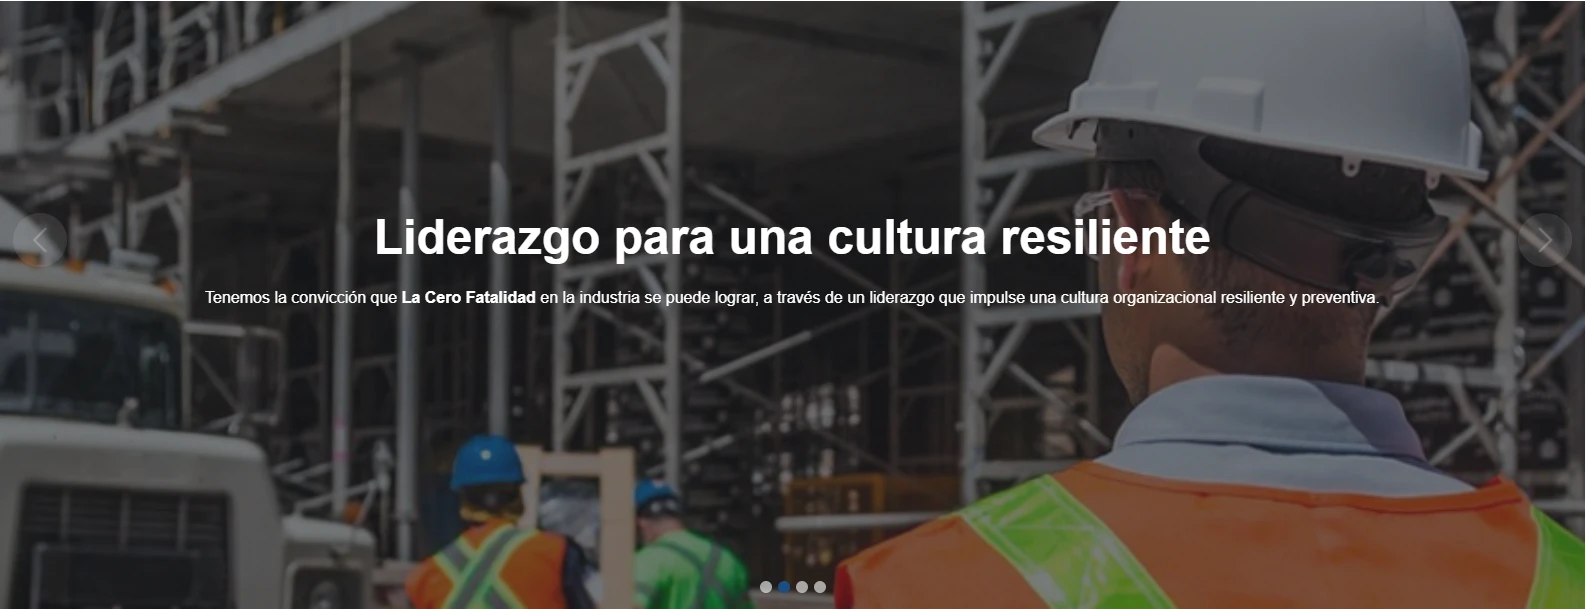 Liderazgo para una cultura resiliente
Tenemos la convicción que La Cero Fatalidad en la industria se puede lograr, a través de un liderazgo que impulse una cultura organizacional resiliente y preventiva.